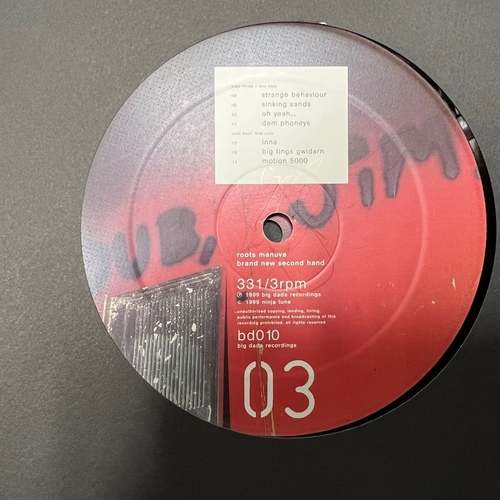 strange behaviour
sinking sands
oh yeah...
dem phoneys
inna
big tings gwidarn
motion 5000
UB, Jim
roots manuva
brand new second hand
331/3rpm
℗ 1999 big dada recordings
© 1999 ninja tune
unauthorised copying, lending, hiring,
public performance and broadcasting of this
recording prohibited. all rights reserved
bd010
big dada recordings
03